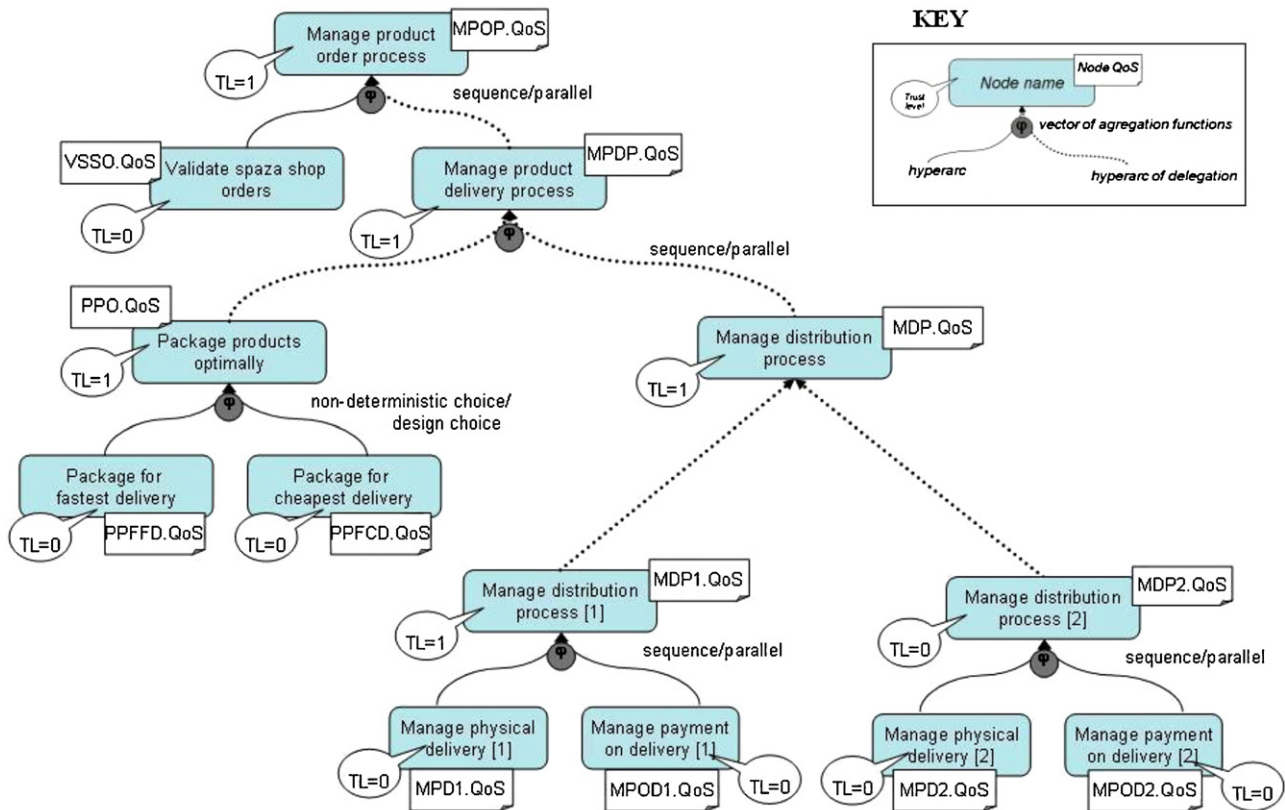 KEY
Node QoS
Node name
Trust
level
φ
vector of agregation functions
hyperarc
hyperarc of delegation
Manage product
order process
MPOP.QoS
TL=1
φ
sequence/parallel
VSSO.QoS
Validate spaza shop
orders
TL=0
Manage product
delivery process
MPDP.QoS
TL=1
φ
sequence/parallel
PPO.QoS
Package products
optimally
TL=1
φ
non-deterministic choice/
design choice
Manage distribution
process
MDP.QoS
TL=1
Package for
fastest delivery
TL=0
PPFFD.QoS
Package for
cheapest delivery
TL=0
PPFCD.QoS
Manage distribution
process [1]
MDP1.QoS
TL=1
φ
sequence/parallel
Manage distribution
process [2]
MDP2.QoS
TL=0
φ
sequence/parallel
Manage physical
delivery [1]
TL=0
MPD1.QoS
Manage payment
on delivery [1]
MPOD1.QoS
TL=0
Manage physical
delivery [2]
TL=0
MPD2.QoS
Manage payment
on delivery [2]
MPOD2.QoS
TL=0